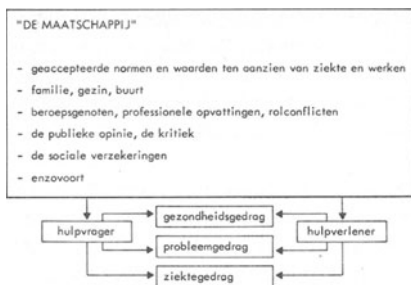 "DE MAATSCHAPPIJ"
- geaccepteerde normen en waarden ten aanzien van ziekte en werken
- familie, gezin, buurt
- beroepsgenoten, professionele opvattingen, rolconflicten
- de publieke opinie, de kritiek
- de sociale verzekeringen
- enzovoort
gezondheidsgedrag
hulpvrager
hulpverlener
probleemgedrag
ziektegedrag